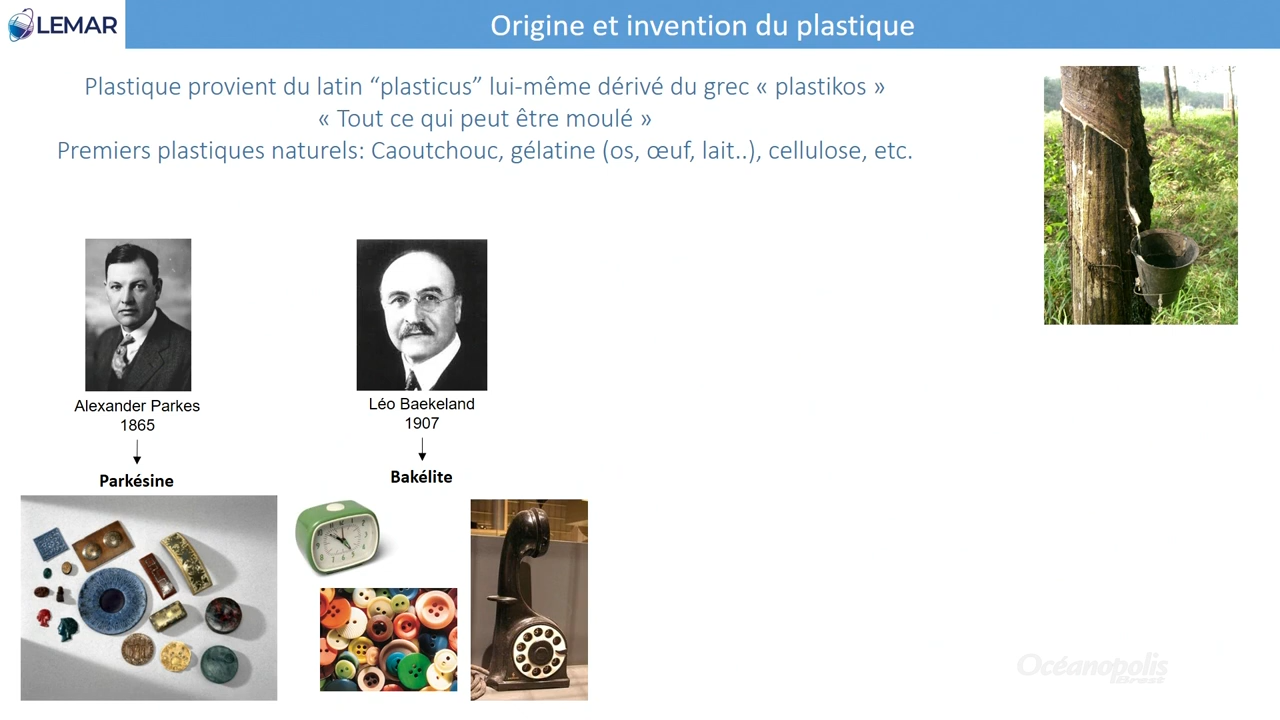 LEMAR
Origine et invention du plastique
Plastique provient du latin “plasticus” lui-même dérivé du grec « plastikos »
« Tout ce qui peut être moulé »
Premiers plastiques naturels: Caoutchouc, gélatine (os, œuf, lait..), cellulose, etc.
Alexander Parkes
1865
Parkésine
Léo Baekeland
1907
Bakélite
Océanopolis
Brest